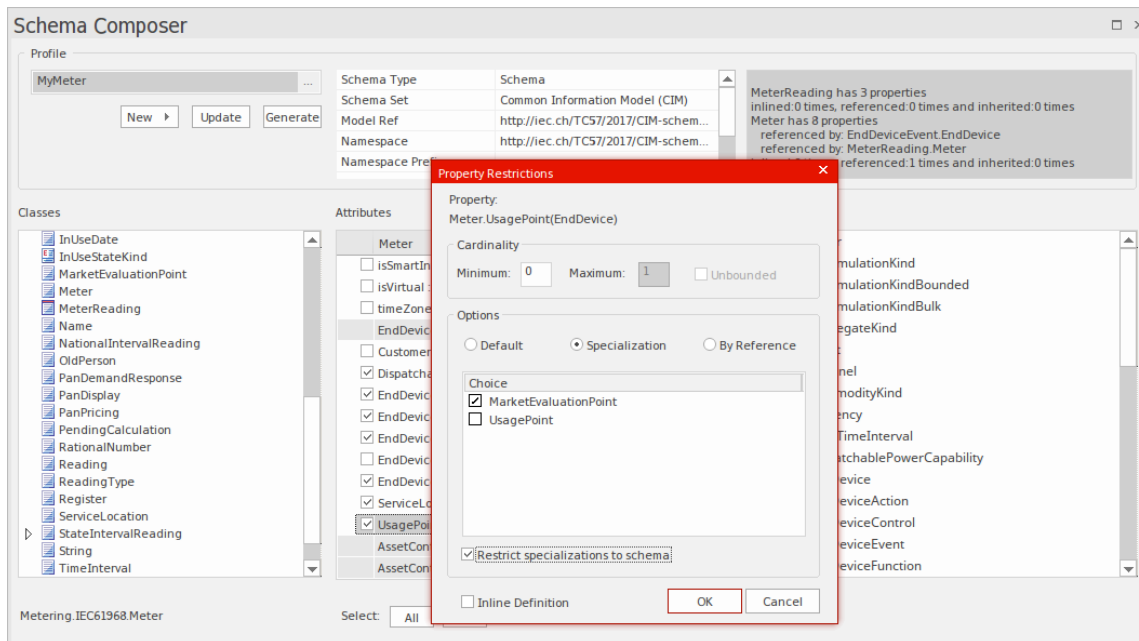 Schema Composer
Profile
MyMeter
...
New
Update
Generate
Schema Type Schema
Schema Set Common Information Model (CIM)
Model Ref http://iec.ch/TC57/2017/CIM-schem...
Namespace http://iec.ch/TC57/2017/CIM-schem...
Namespace Pre
MeterReading has 3 properties
inlined:0 times, referenced:0 times and inherited:0 times
Meter has 8 properties
referenced by: EndDeviceEvent.EndDevice
referenced by: MeterReading.Meter
referenced:1 times and inherited:0 times
Classes
InUseDate
InUseStateKind
MarketEvaluationPoint
Meter
MeterReading
Name
NationalIntervalReading
OldPerson
PanDemandResponse
PanDisplay
PanPricing
PendingCalculation
RationalNumber
Reading
ReadingType
Register
ServiceLocation
StateIntervalReading
String
TimeInterval
Attributes
Meter
isSmartIn
isVirtual :
timeZone
EndDevic
Customer
Dispatcha
EndDevic
EndDevic
EndDevic
EndDevic
EndDevic
ServiceLo
UsagePoi
AssetCon
AssetCon
Property Restrictions
Property:
Meter.UsagePoint(EndDevice)
Cardinality
Minimum: 0 Maximum: 1 Unbounded
Options
Default Specialization By Reference
Choice
MarketEvaluationPoint
UsagePoint
Restrict specializations to schema
Inline Definition
OK
Cancel
mulationKind
mulationKindBounded
mulationKindBulk
egateKind
nel
modityKind
ency
TimeInterval
atchablePowerCapability
evice
eviceAction
eviceControl
eviceEvent
eviceFunction
Metering.IEC61968.Meter
Select: All